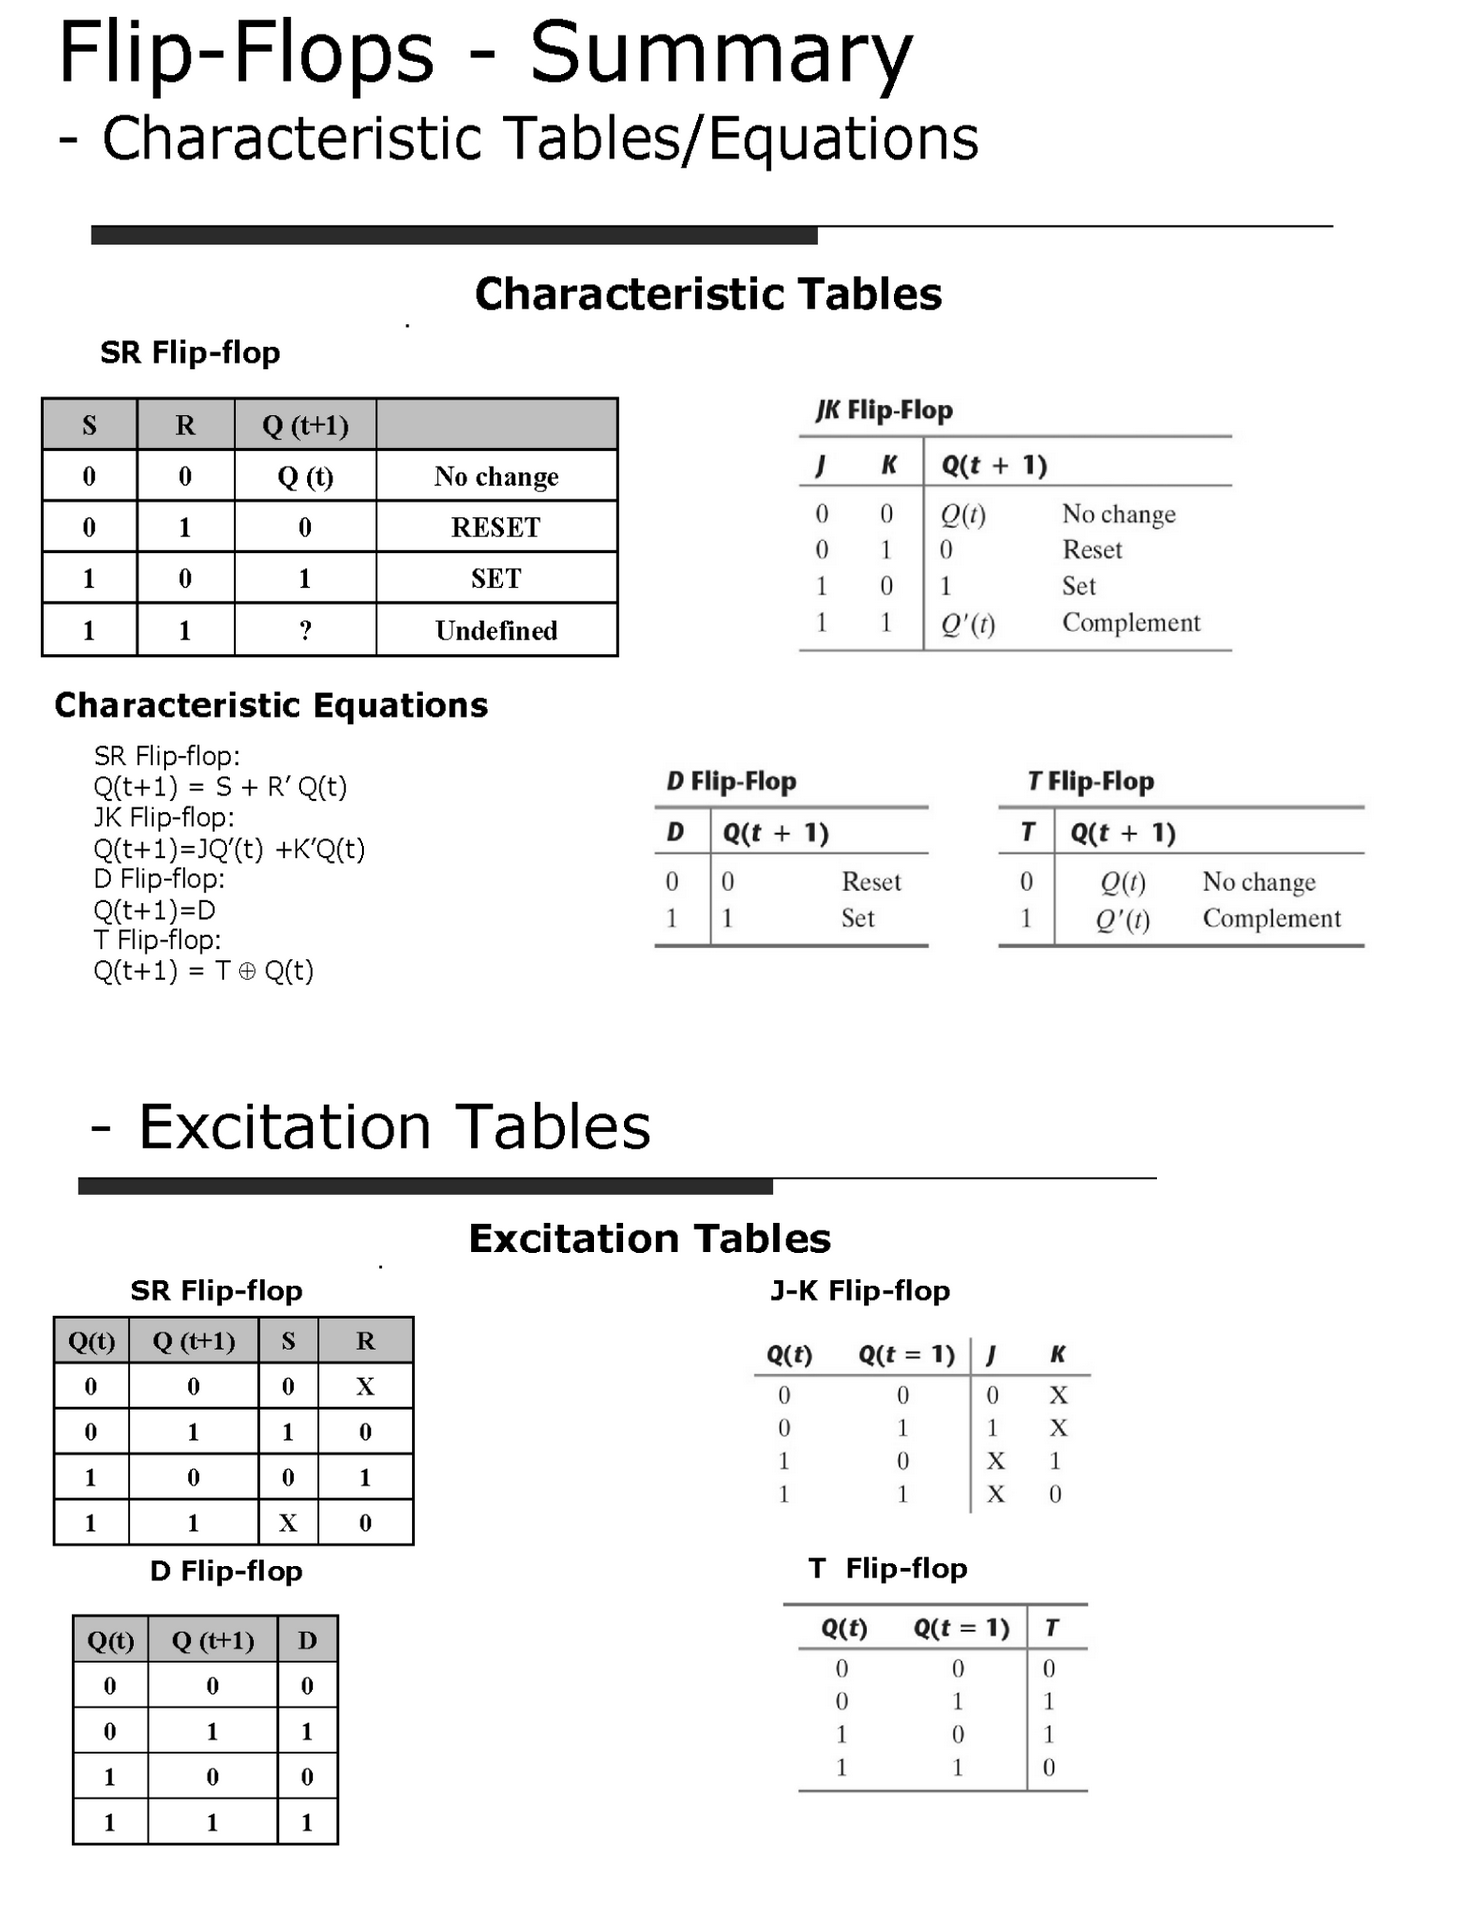 Flip-Flops - Summary
- Characteristic Tables/Equations
Characteristic Tables
SR Flip-flop
S R Q (t+1)
0 0 Q (t) No change
0 1 0 RESET
1 0 1 SET
1 1 ? Undefined
JK Flip-Flop
J K Q(t + 1)
0 0 Q(t) No change
0 1 0 Reset
1 0 1 Set
1 1 Q′(t) Complement
Characteristic Equations
SR Flip-flop:
Q(t+1) = S + R′ Q(t)
JK Flip-flop:
Q(t+1)=JQ′(t) +K′Q(t)
D Flip-flop:
Q(t+1)=D
T Flip-flop:
Q(t+1) = T ⊕ Q(t)
D Flip-Flop
D Q(t + 1)
0 0 Reset
1 1 Set
T Flip-Flop
T Q(t + 1)
0 Q(t) No change
1 Q′(t) Complement
- Excitation Tables
Excitation Tables
SR Flip-flop
Q(t) Q (t+1) S R
0 0 0 X
0 1 1 0
1 0 0 1
1 1 X 0
J-K Flip-flop
Q(t) Q(t = 1) J K
0 0 0 X
0 1 1 X
1 0 X 1
1 1 X 0
D Flip-flop
Q(t) Q (t+1) D
0 0 0
0 1 1
1 0 0
1 1 1
T Flip-flop
Q(t) Q(t = 1) T
0 0 0
0 1 1
1 0 1
1 1 0